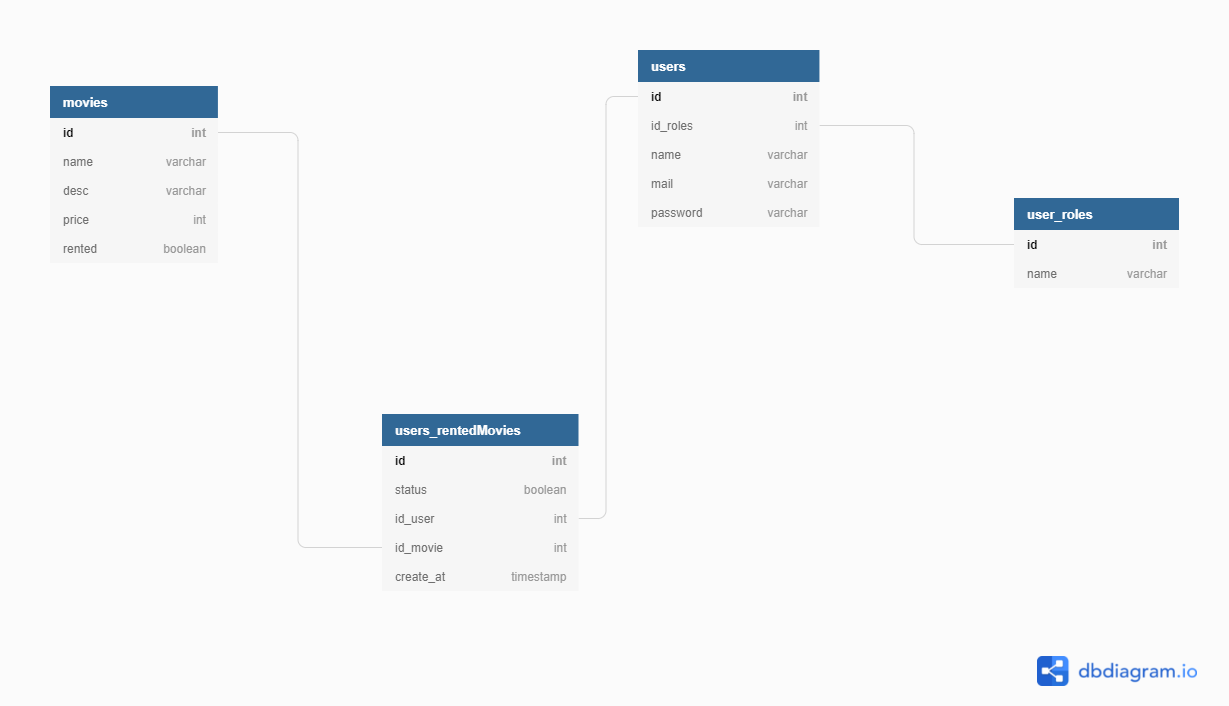 movies
id int
name varchar
desc varchar
price int
rented boolean
users
id int
id_roles int
name varchar
mail varchar
password varchar
user_roles
id int
name varchar
users_rentedMovies
id int
status boolean
id_user int
id_movie int
create_at timestamp
dbdiagram.io